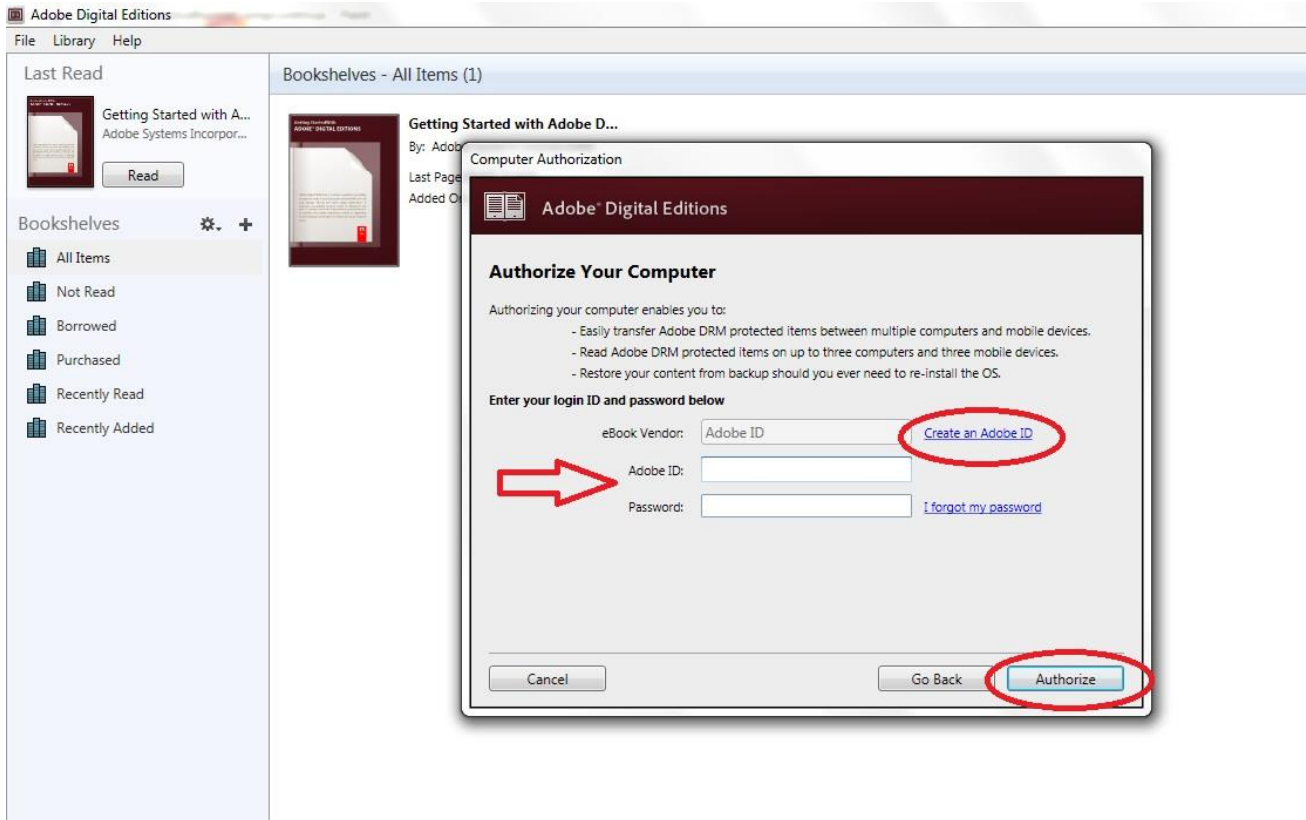 Adobe Digital Editions
File Library Help
Last Read
Getting Started with A...
Adobe Systems Incorpor...
Read
Bookshelves
All Items
Not Read
Borrowed
Purchased
Recently Read
Recently Added
Bookshelves - All Items (1)
Getting Started with Adobe D...
By: Adob
Last Page
Added O
Computer Authorization
Adobe® Digital Editions
Authorize Your Computer
Authorizing your computer enables you to:
- Easily transfer Adobe DRM protected items between multiple computers and mobile devices.
- Read Adobe DRM protected items on up to three computers and three mobile devices.
- Restore your content from backup should you ever need to re-install the OS.
Enter your login ID and password below
eBook Vendor: Adobe ID Create an Adobe ID
Adobe ID:
Password: I forgot my password
Cancel Go Back Authorize